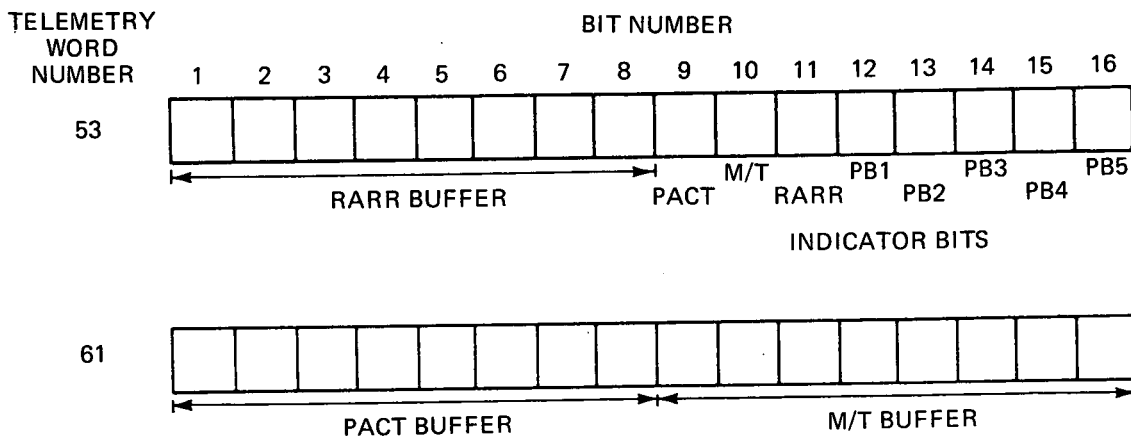 TELEMETRY
WORD
NUMBER
BIT NUMBER
1 2 3 4 5 6 7 8 9 10 11 12 13 14 15 16
53
RARR BUFFER
PACT M/T RARR PB1 PB2 PB3 PB4 PB5
INDICATOR BITS
61
PACT BUFFER
M/T BUFFER